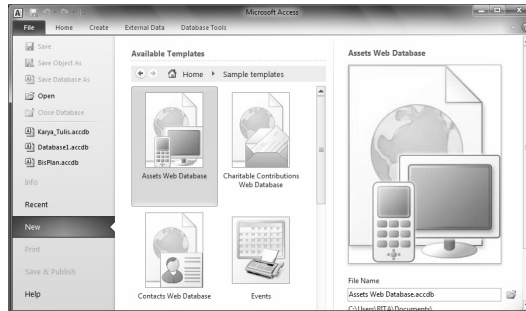 Microsoft Access
File Home Create External Data Database Tools
Save
Save Object As
Save Database As
Open
Close Database
Karya_Tulis.accdb
Database1.accdb
BisPlan.accdb
Info
Recent
New
Print
Save & Publish
Help
Available Templates
Home Sample templates
Assets Web Database
Charitable Contributions
Web Database
Contacts Web Database
Events
Assets Web Database
File Name
Assets Web Database.accdb
C:\Users\RITA\Documents\